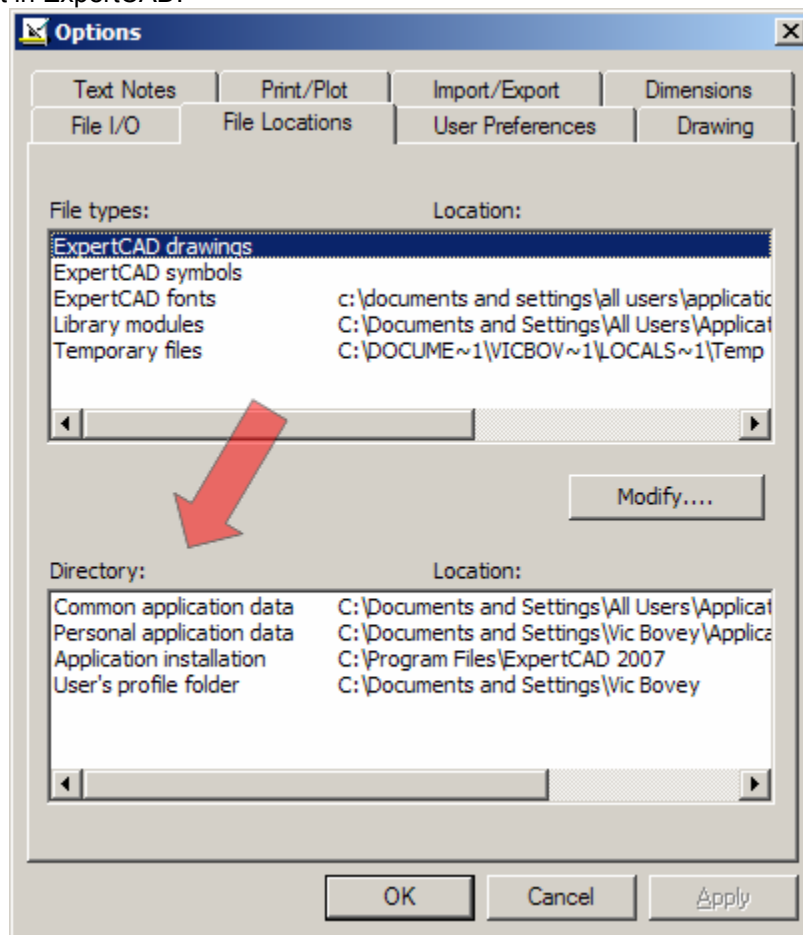 in ExpertCAD.
Options
Text Notes Print/Plot Import/Export Dimensions
File I/O File Locations User Preferences Drawing
File types: Location:
ExpertCAD drawings
ExpertCAD symbols
ExpertCAD fonts c:\documents and settings\all users\applicatic
Library modules C:\Documents and Settings\All Users\Applicat
Temporary files C:\DOCUME~1\VICBOV~1\LOCALS~1\Temp
Modify....
Directory: Location:
Common application data C:\Documents and Settings\All Users\Applicat
Personal application data C:\Documents and Settings\Vic Bovey\Applica
Application installation C:\Program Files\ExpertCAD 2007
User's profile folder C:\Documents and Settings\Vic Bovey
OK Cancel Apply